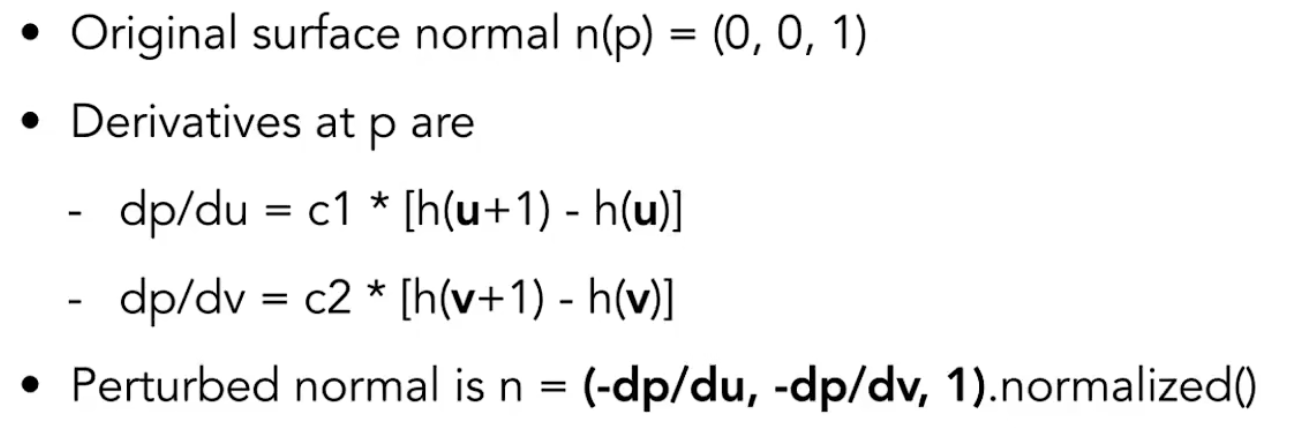 • Original surface normal n(p) = (0, 0, 1)
• Derivatives at p are
- dp/du = c1 * [h(u+1) - h(u)]
- dp/dv = c2 * [h(v+1) - h(v)]
• Perturbed normal is n = (-dp/du, -dp/dv, 1).normalized()